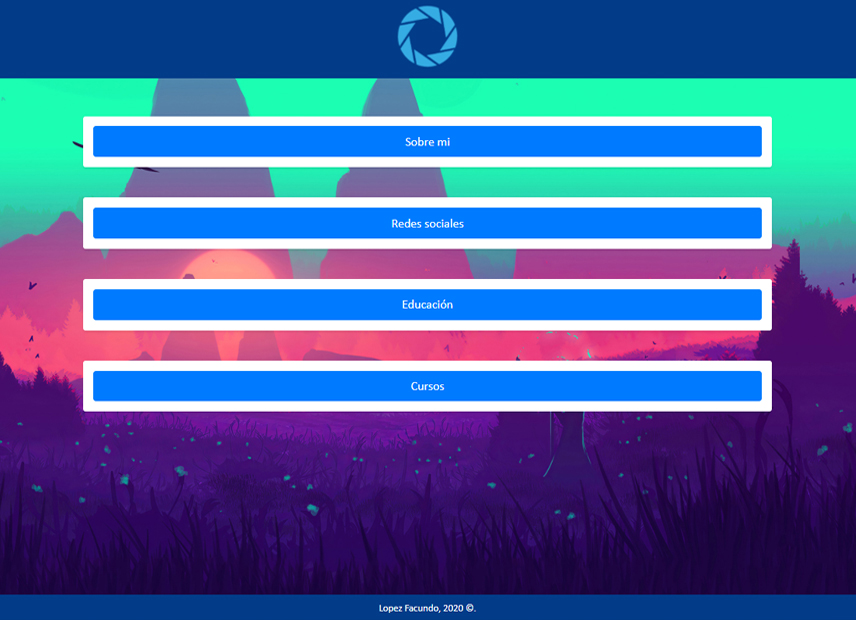 Sobre mi
Redes sociales
Educación
Cursos
Lopez Facundo, 2020 ©.